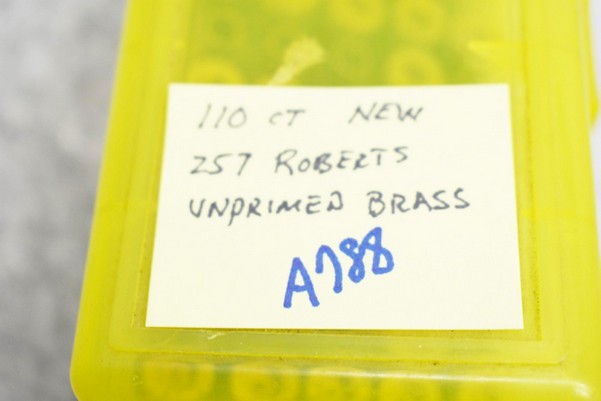 110 CT NEW
257 ROBERTS
UNPRIMED BRASS
A788